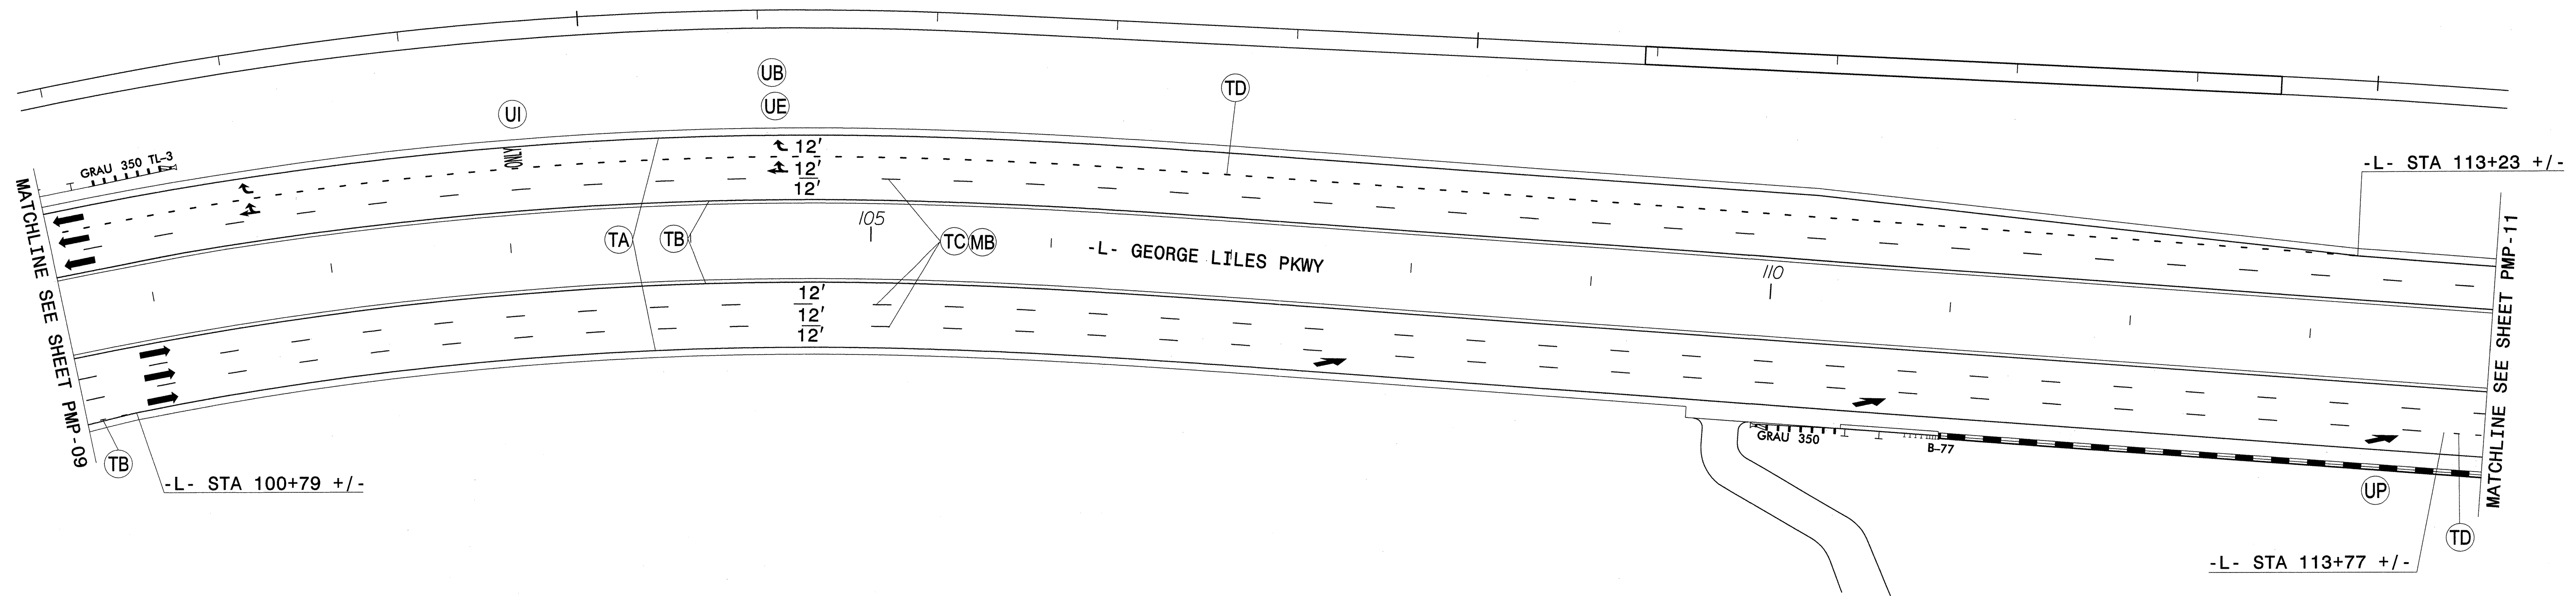 UB
UE
UI
TD
GRAU 350 TL-3
ONLY
12'
12'
12'
-L- STA 113+23 +/-
MATCHLINE SEE SHEET PMP-09
105
TA
TB
TC MB
-L- GEORGE LILES PKWY
110
MATCHLINE SEE SHEET PMP-11
12'
12'
12'
GRAU 350
B-77
TB
-L- STA 100+79 +/-
UP
TD
-L- STA 113+77 +/-